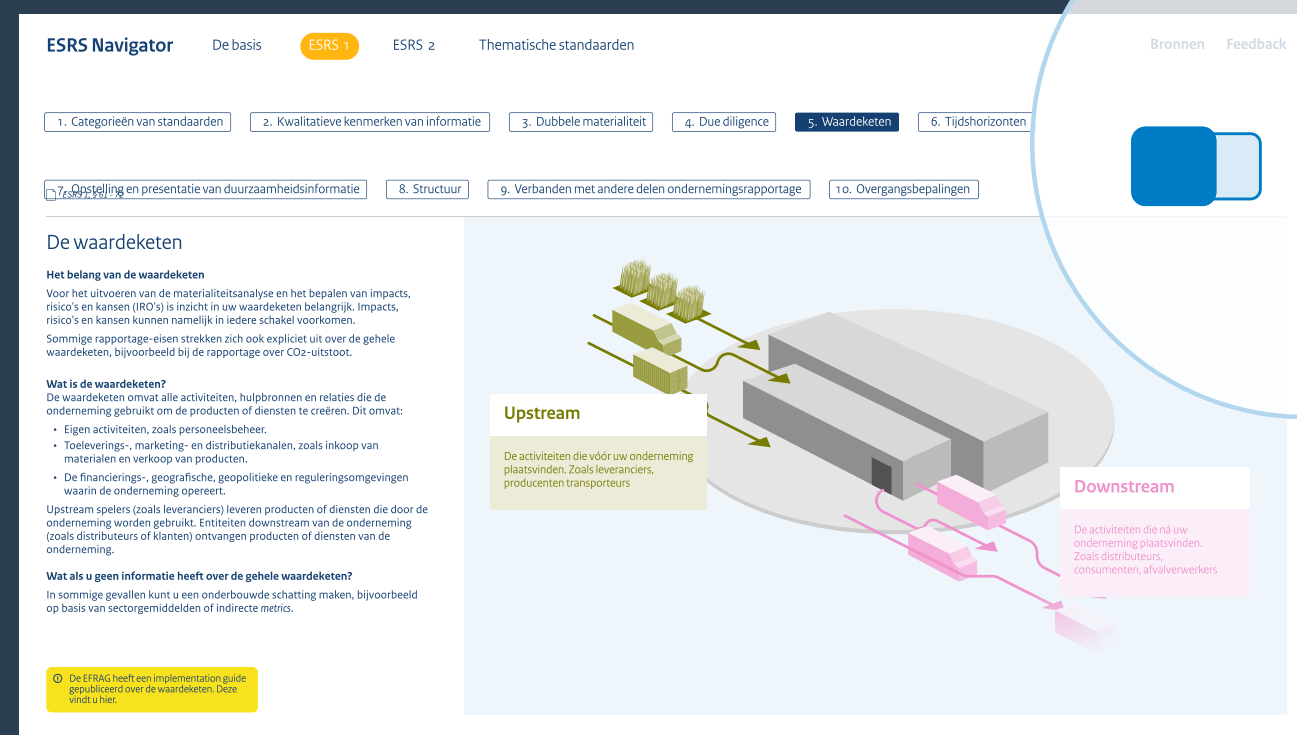 ESRS Navigator
De basis
ESRS 1
ESRS 2
Thematische standaarden
Bronnen
Feedback
1. Categorieën van standaarden
2. Kwalitatieve kenmerken van informatie
3. Dubbele materialiteit
4. Due diligence
5. Waardeketen
6. Tijdshorizonten
7. Opstelling en presentatie van duurzaamheidsinformatie
8. Structuur
9. Verbanden met andere delen ondernemingsrapportage
10. Overgangsbepalingen
De waardeketen
Het belang van de waardeketen
Voor het uitvoeren van de materialiteitsanalyse en het bepalen van impacts,
risico's en kansen (IRO's) is inzicht in uw waardeketen belangrijk. Impacts,
risico's en kansen kunnen namelijk in iedere schakel voorkomen.
Sommige rapportage-eisen strekken zich ook expliciet uit over de gehele
waardeketen, bijvoorbeeld bij de rapportage over CO2-uitstoot.
Wat is de waardeketen?
De waardeketen omvat alle activiteiten, hulpbronnen en relaties die de
onderneming gebruikt om de producten of diensten te creëren. Dit omvat:
• Eigen activiteiten, zoals personeelsbeheer.
• Toeleverings-, marketing- en distributiekanalen, zoals inkoop van
materialen en verkoop van producten.
• De financierings-, geografische, geopolitieke en reguleringsomgevingen
waarin de onderneming opereert.
Upstream spelers (zoals leveranciers) leveren producten of diensten die door de
onderneming worden gebruikt. Entiteiten downstream van de onderneming
(zoals distributeurs of klanten) ontvangen producten of diensten van de
onderneming.
Wat als u geen informatie heeft over de gehele waardeketen?
In sommige gevallen kunt u een onderbouwde schatting maken, bijvoorbeeld
op basis van sectorgemiddelden of indirecte metrics.
De EFRAG heeft een implementation guide
gepubliceerd over de waardeketen. Deze
vindt u hier.
Upstream
De activiteiten die vóór uw onderneming
plaatsvinden. Zoals leveranciers,
producenten transporteurs
Downstream
De activiteiten die ná uw
onderneming plaatsvinden.
Zoals distributeurs,
consumenten, afvalverwerkers